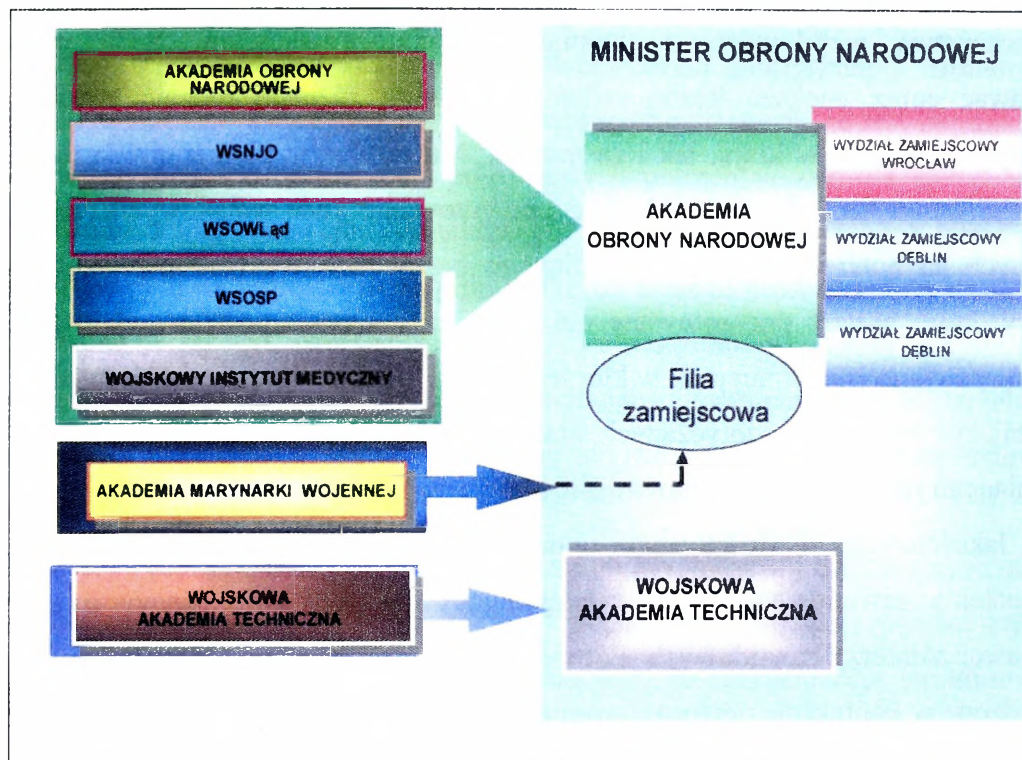 AKADEMIA OBRONY
NARODOWEJ
WSNJO
WSOWLąd
WSOSP
WOJSKOWY INSTYTUT MEDYCZNY
AKADEMIA MARYNARKI WOJENNEJ
WOJSKOWA
AKADEMIA TECHNICZNA
MINISTER OBRONY NARODOWEJ
AKADEMIA
OBRONY NARODOWEJ
WYDZIAŁ ZAMIEJSCOWY
WROCŁAW
WYDZIAŁ ZAMIEJSCOWY
DĘBLIN
WYDZIAŁ ZAMIEJSCOWY
DĘBLIN
Filia
zamiejscowa
WOJSKOWA
AKADEMIA TECHNICZNA